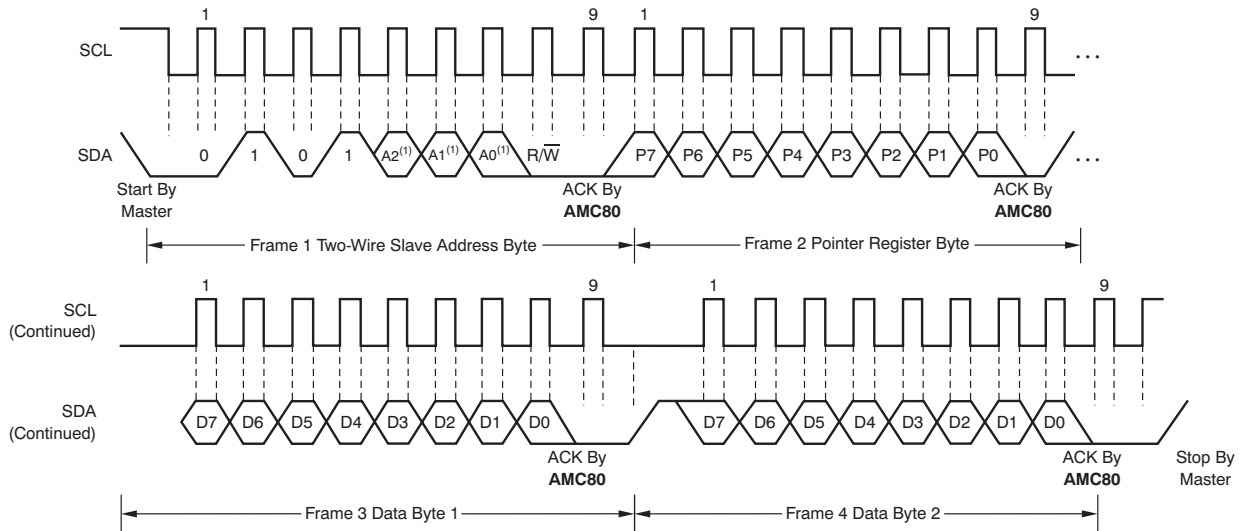 1 9 1 9
SCL
...
SDA
0 1 0 1 A2(1) A1(1) A0(1) R/W̅ P7 P6 P5 P4 P3 P2 P1 P0 ...
Start By
Master
ACK By
AMC80
ACK By
AMC80
Frame 1 Two-Wire Slave Address Byte
Frame 2 Pointer Register Byte
1 9 1 9
SCL
(Continued)
SDA
(Continued)
D7 D6 D5 D4 D3 D2 D1 D0 D7 D6 D5 D4 D3 D2 D1 D0
ACK By
AMC80
ACK By
AMC80
Stop By
Master
Frame 3 Data Byte 1
Frame 4 Data Byte 2